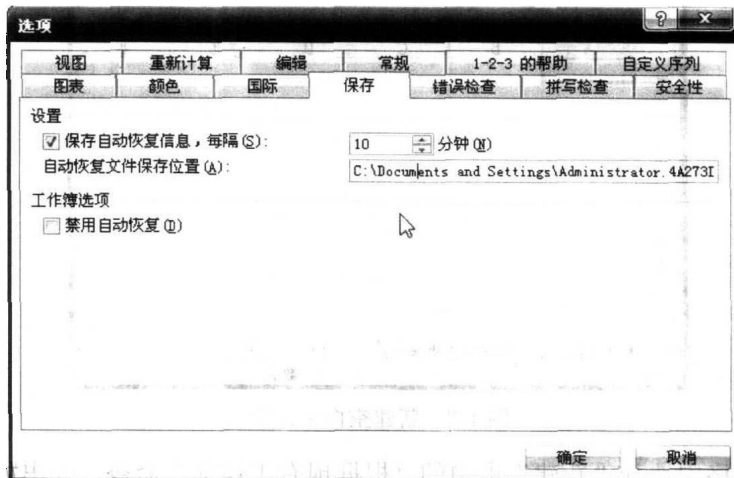 选项
视图 重新计算 编辑 常规 1-2-3 的帮助 自定义序列
图表 颜色 国际 保存 错误检查 拼写检查 安全性
设置
保存自动恢复信息，每隔(S): 10 分钟(N)
自动恢复文件保存位置(A): C:\Documents and Settings\Administrator.4A273I
工作簿选项
禁用自动恢复(D)
确定 取消